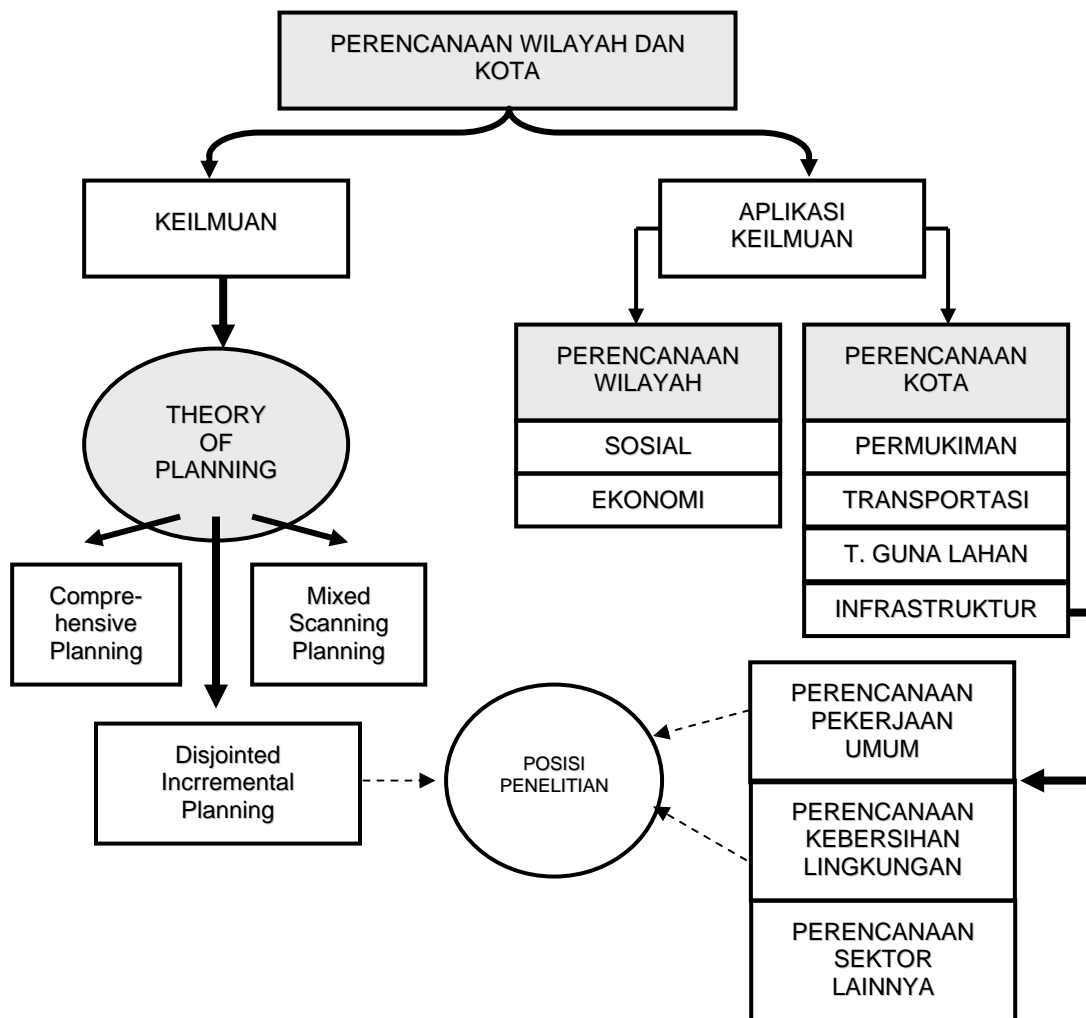 PERENCANAAN WILAYAH DAN
KOTA
KEILMUAN
APLIKASI
KEILMUAN
THEORY
OF
PLANNING
PERENCANAAN
WILAYAH
SOSIAL
EKONOMI
PERENCANAAN
KOTA
PERMUKIMAN
TRANSPORTASI
T. GUNA LAHAN
INFRASTRUKTUR
Compre-
hensive
Planning
Mixed
Scanning
Planning
Disjointed
Incremental
Planning
POSISI
PENELITIAN
PERENCANAAN
PEKERJAAN
UMUM
PERENCANAAN
KEBERSIHAN
LINGKUNGAN
PERENCANAAN
SEKTOR
LAINNYA